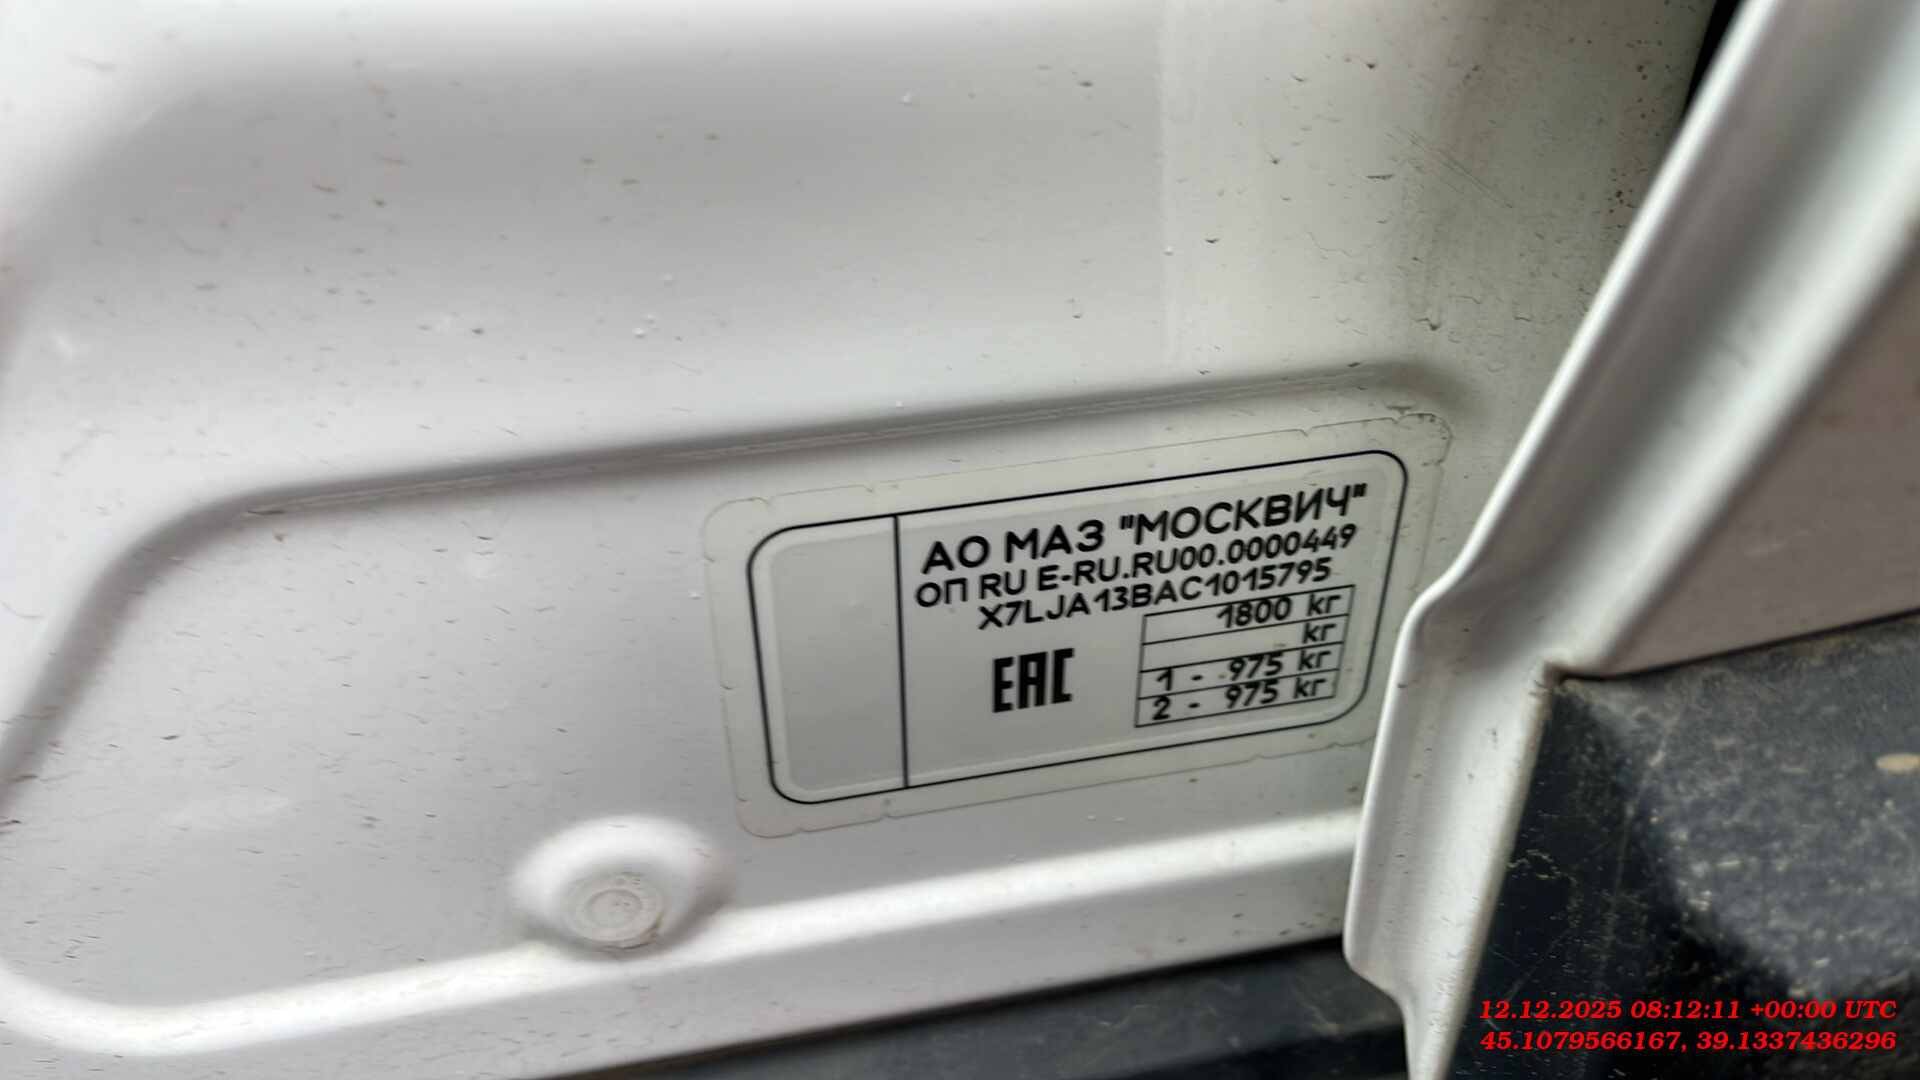 АО МАЗ "МОСКВИЧ"
ОП RU E-RU.RU00.0000449
X7LJA13BAC1015795
1800 кг
кг
EAC
1 - 975 кг
2 - 975 кг
12.12.2025 08:12:11 +00:00 UTC
45.1079566167, 39.1337436296